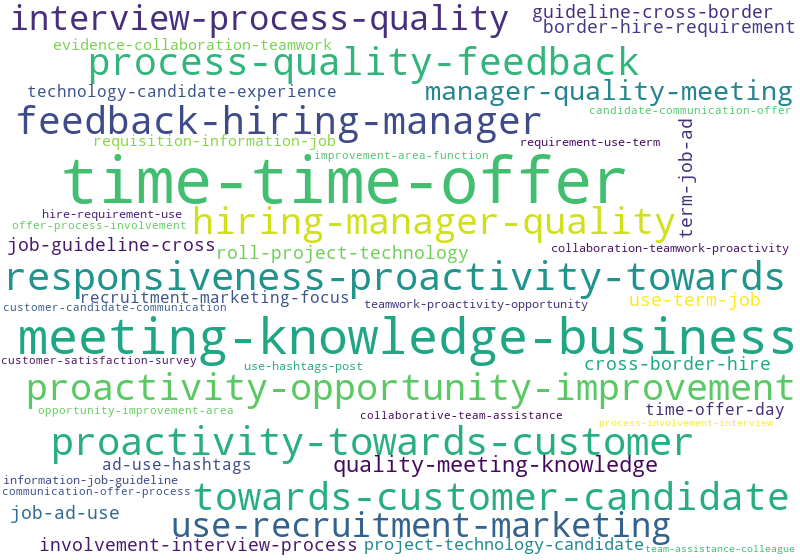 interview-process-quality
guideline-cross-border
border-hire-requirement
evidence-collaboration-teamwork
process-quality-feedback
technology-candidate-experience
manager-quality-meeting
feedback-hiring-manager
candidate-communication-offer
requisition-information-job
requirement-use-term
improvement-area-function
term-job-ad
time-time-offer
hire-requirement-use
offer-process-involvement
hiring-manager-quality
job-guideline-cross
roll-project-technology
collaboration-teamwork-proactivity
responsiveness-proactivity-towards
recruitment-marketing-focus
use-term-job
customer-candidate-communication
teamwork-proactivity-opportunity
meeting-knowledge-business
customer-satisfaction-survey
use-hashtags-post
cross-border-hire
proactivity-opportunity-improvement
opportunity-improvement-area
collaborative-team-assistance
time-offer-day
process-involvement-interview
proactivity-towards-customer
ad-use-hashtags
quality-meeting-knowledge
information-job-guideline
communication-offer-process
towards-customer-candidate
job-ad-use
use-recruitment-marketing
involvement-interview-process
project-technology-candidate
team-assistance-colleague